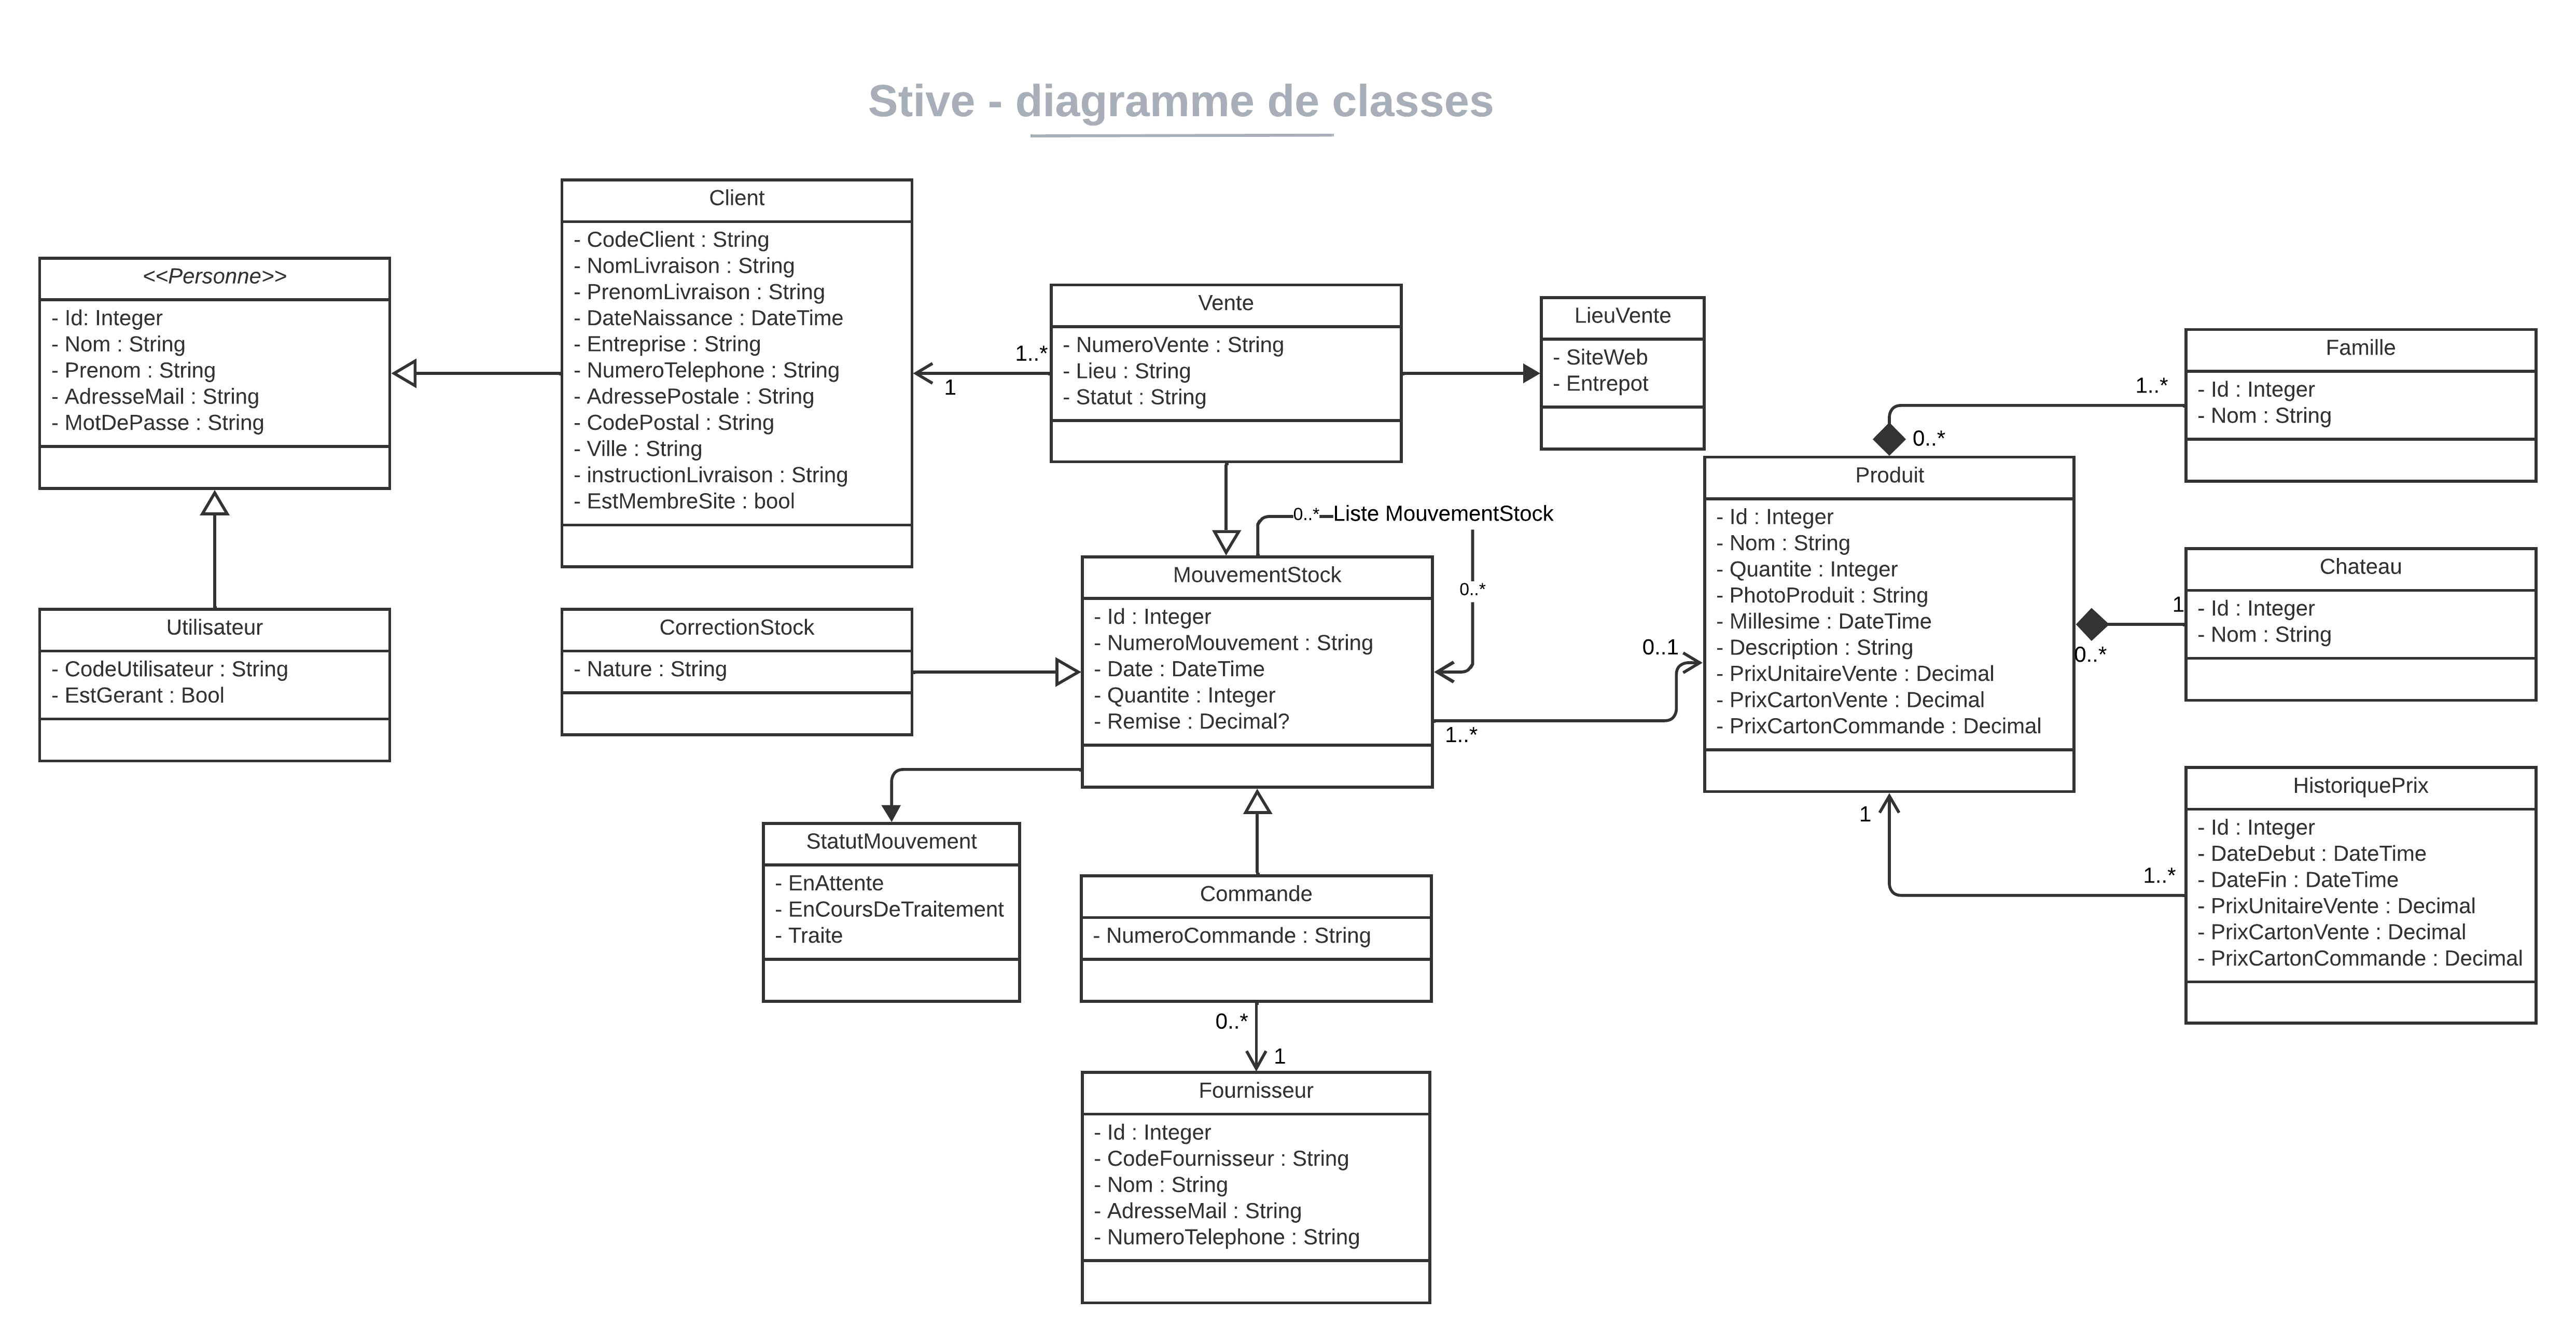 Stive - diagramme de classes
<<Personne>>
- Id: Integer
- Nom : String
- Prenom : String
- AdresseMail : String
- MotDePasse : String
Utilisateur
- CodeUtilisateur : String
- EstGerant : Bool
Client
- CodeClient : String
- NomLivraison : String
- PrenomLivraison : String
- DateNaissance : DateTime
- Entreprise : String
- NumeroTelephone : String
- AdressePostale : String
- CodePostal : String
- Ville : String
- instructionLivraison : String
- EstMembreSite : bool
1
1..*
Vente
- NumeroVente : String
- Lieu : String
- Statut : String
LieuVente
- SiteWeb
- Entrepot
CorrectionStock
- Nature : String
0..*
Liste MouvementStock
0..*
MouvementStock
- Id : Integer
- NumeroMouvement : String
- Date : DateTime
- Quantite : Integer
- Remise : Decimal?
1..*
0..1
StatutMouvement
- EnAttente
- EnCoursDeTraitement
- Traite
Commande
- NumeroCommande : String
0..*
1
Fournisseur
- Id : Integer
- CodeFournisseur : String
- Nom : String
- AdresseMail : String
- NumeroTelephone : String
Produit
- Id : Integer
- Nom : String
- Quantite : Integer
- PhotoProduit : String
- Millesime : DateTime
- Description : String
- PrixUnitaireVente : Decimal
- PrixCartonVente : Decimal
- PrixCartonCommande : Decimal
0..*
1..*
Famille
- Id : Integer
- Nom : String
0..*
1
Chateau
- Id : Integer
- Nom : String
1
1..*
HistoriquePrix
- Id : Integer
- DateDebut : DateTime
- DateFin : DateTime
- PrixUnitaireVente : Decimal
- PrixCartonVente : Decimal
- PrixCartonCommande : Decimal